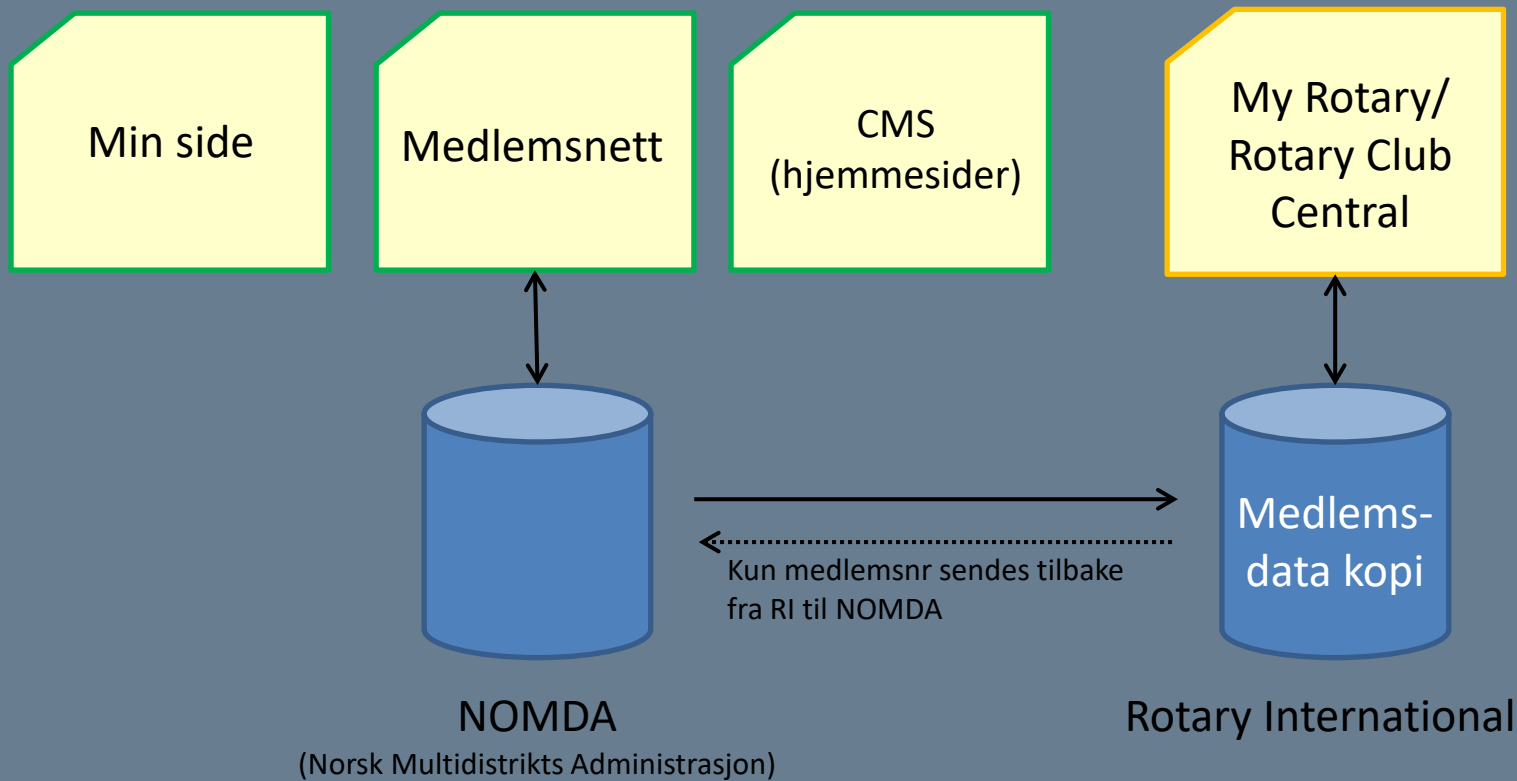 Min side
Medlemsnett
CMS
(hjemmesider)
My Rotary/
Rotary Club
Central
Medlems-
data kopi
Kun medlemsnr sendes tilbake
fra RI til NOMDA
NOMDA
(Norsk Multidistrikts Administrasjon)
Rotary International